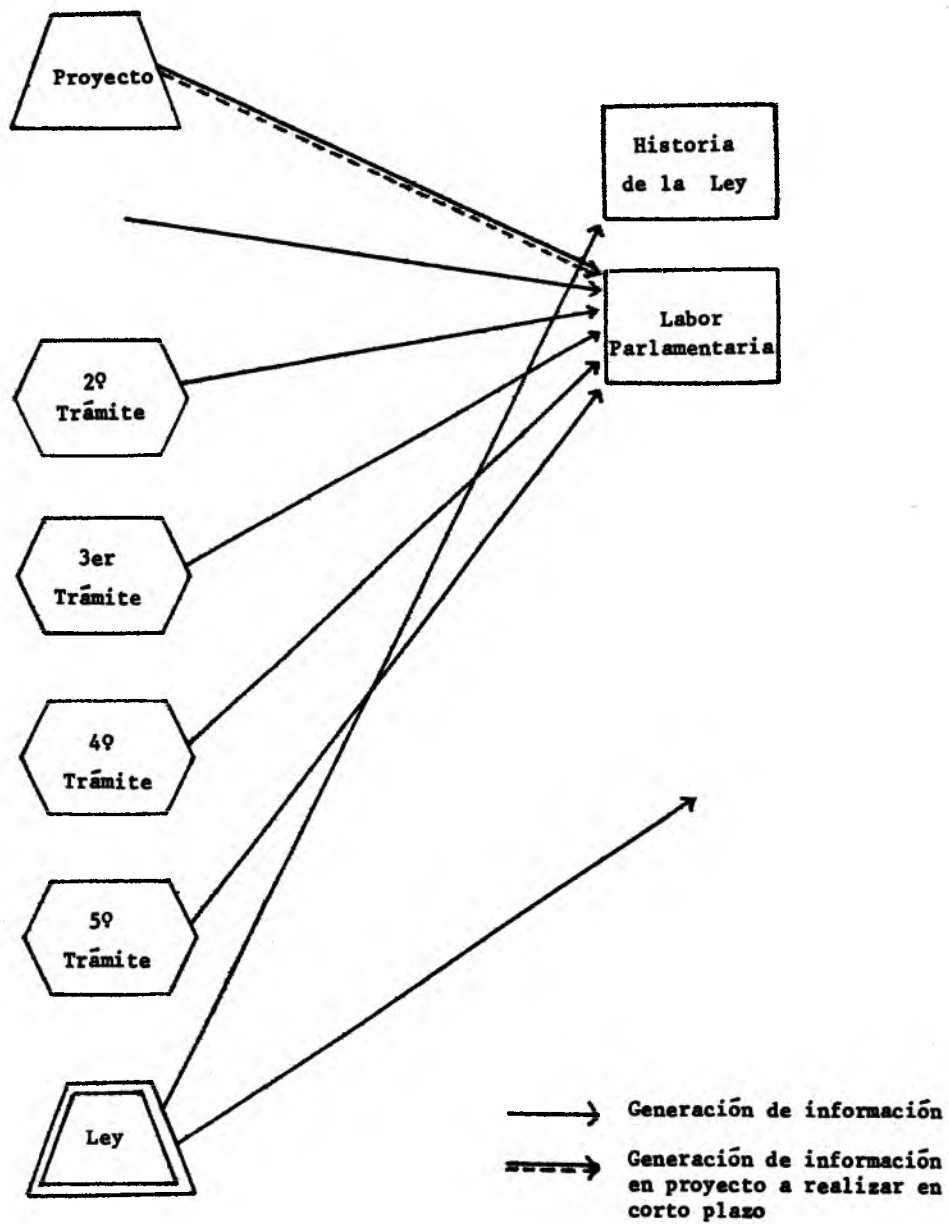 Proyecto
Historia
de la Ley
Labor
Parlamentaria
2º
Trámite
3er
Trámite
4º
Trámite
5º
Trámite
Ley
Generación de información
Generación de información
en proyecto a realizar en
corto plazo